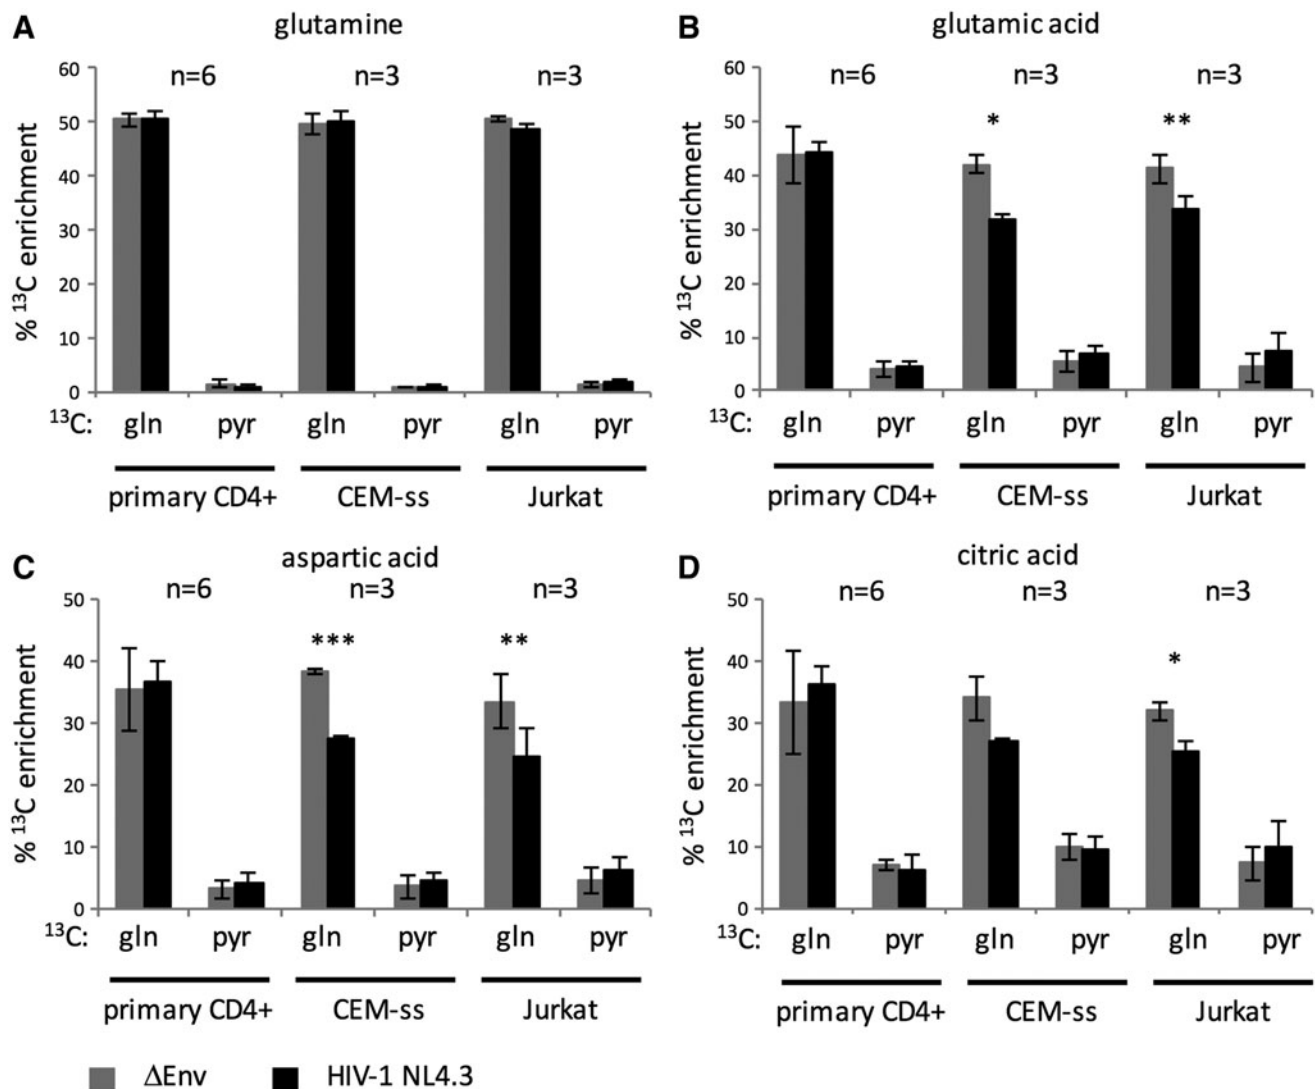 A
glutamine
n=6 n=3 n=3
% ¹³C enrichment
60
50
40
30
20
10
0
¹³C: gln pyr gln pyr gln pyr
primary CD4+ CEM-ss Jurkat
B
glutamic acid
n=6 n=3 n=3
* **
% ¹³C enrichment
60
50
40
30
20
10
0
¹³C: gln pyr gln pyr gln pyr
primary CD4+ CEM-ss Jurkat
C
aspartic acid
n=6 n=3 n=3
*** **
% ¹³C enrichment
50
40
30
20
10
0
¹³C: gln pyr gln pyr gln pyr
primary CD4+ CEM-ss Jurkat
D
citric acid
n=6 n=3 n=3
*
% ¹³C enrichment
50
40
30
20
10
0
¹³C: gln pyr gln pyr gln pyr
primary CD4+ CEM-ss Jurkat
ΔEnv HIV-1 NL4.3